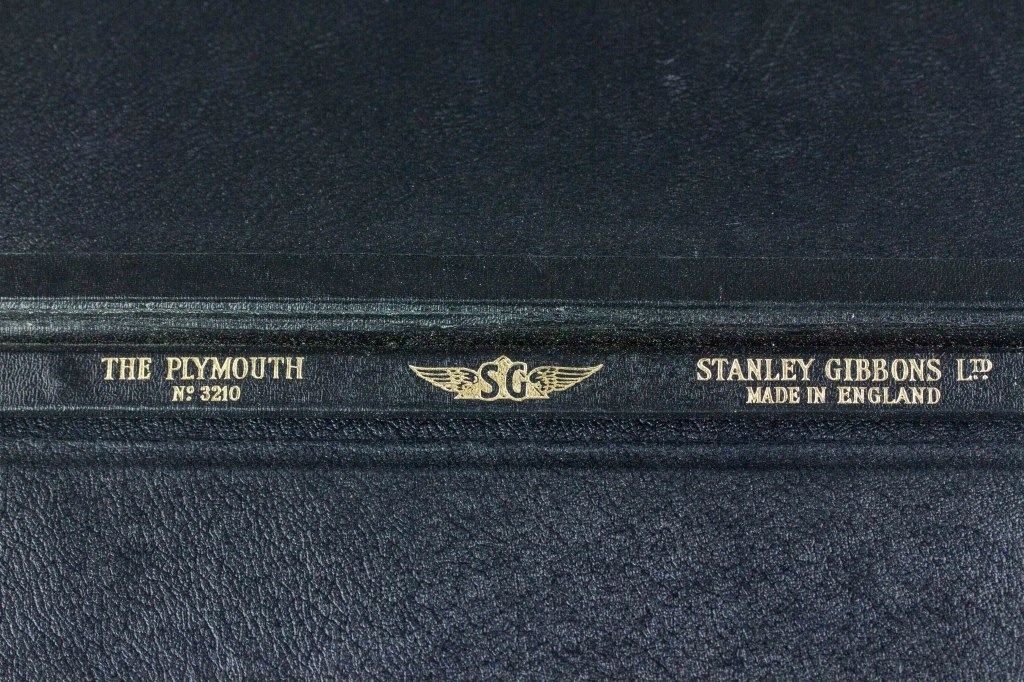 THE PLYMOUTH
Nº 3210
SG
STANLEY GIBBONS LTD
MADE IN ENGLAND